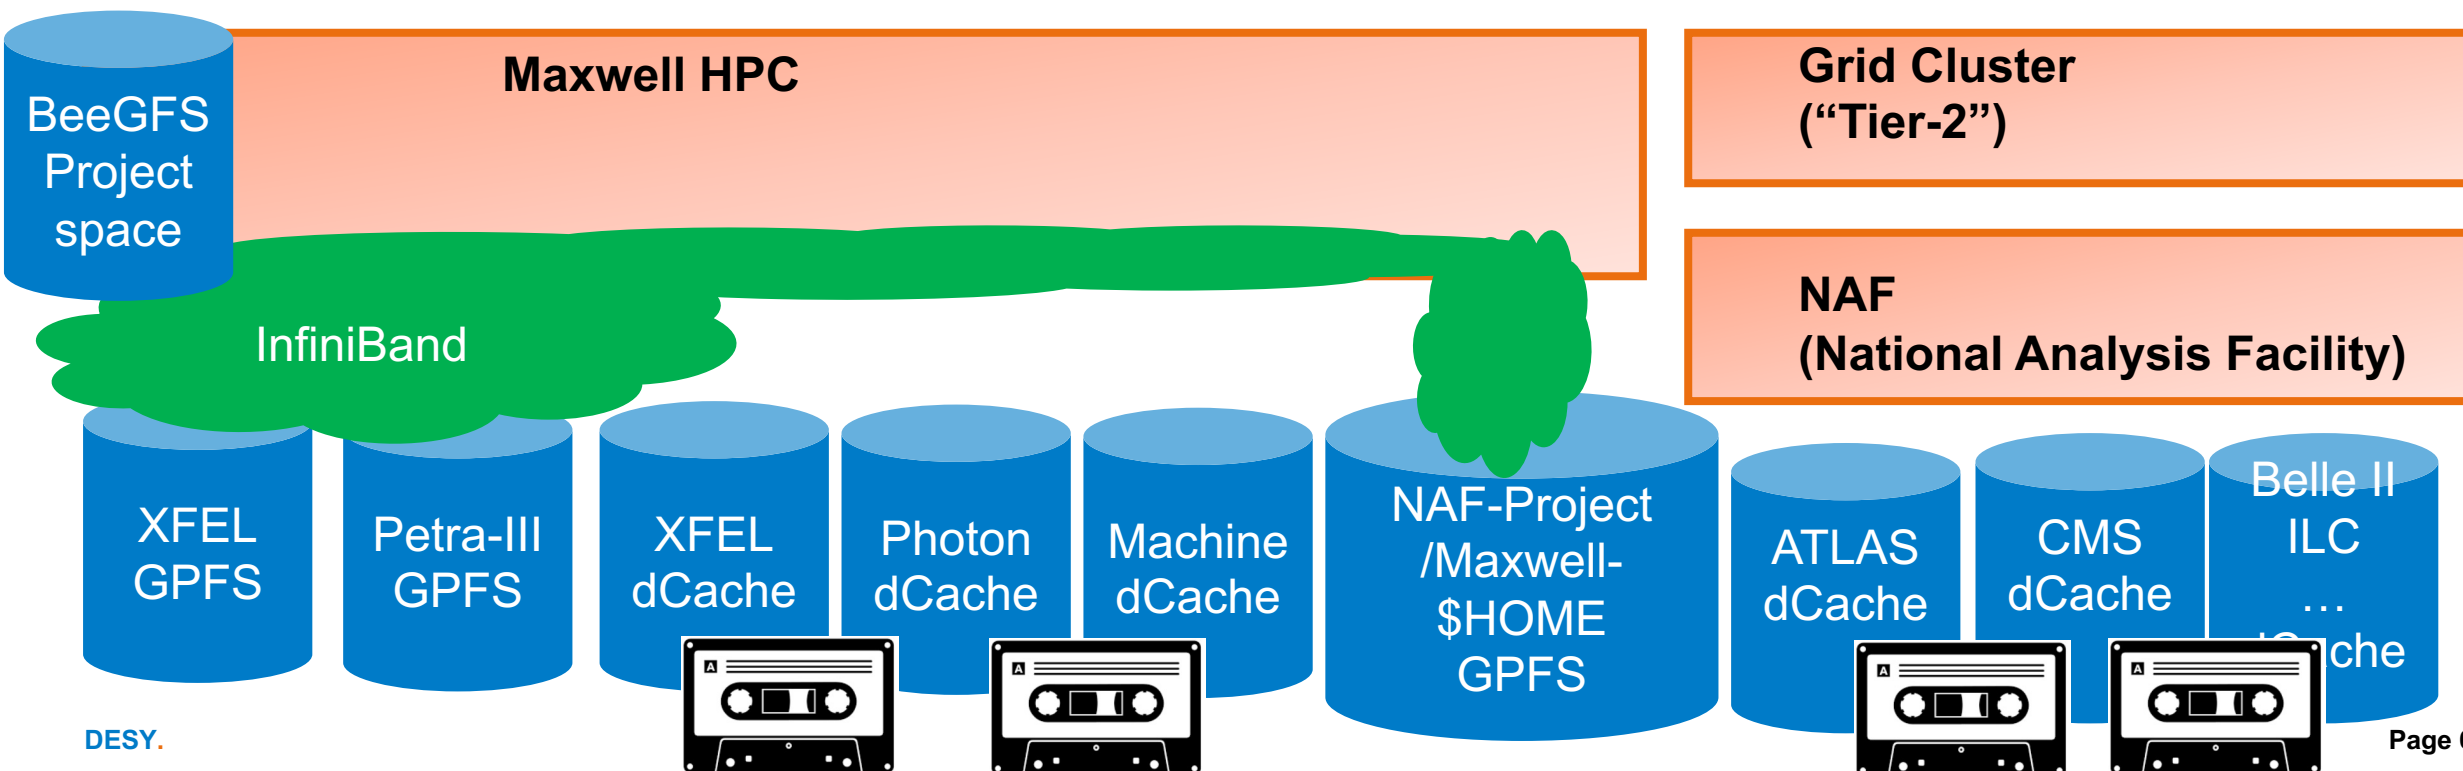 BeeGFS
Project
space
Maxwell HPC
Grid Cluster
(“Tier-2”)
NAF
(National Analysis Facility)
InfiniBand
XFEL
GPFS
Petra-III
GPFS
XFEL
dCache
Photon
dCache
Machine
dCache
NAF-Project
/Maxwell-
$HOME
GPFS
ATLAS
dCache
CMS
dCache
Belle II
ILC
…
A
A
A
A
DESY.
Page